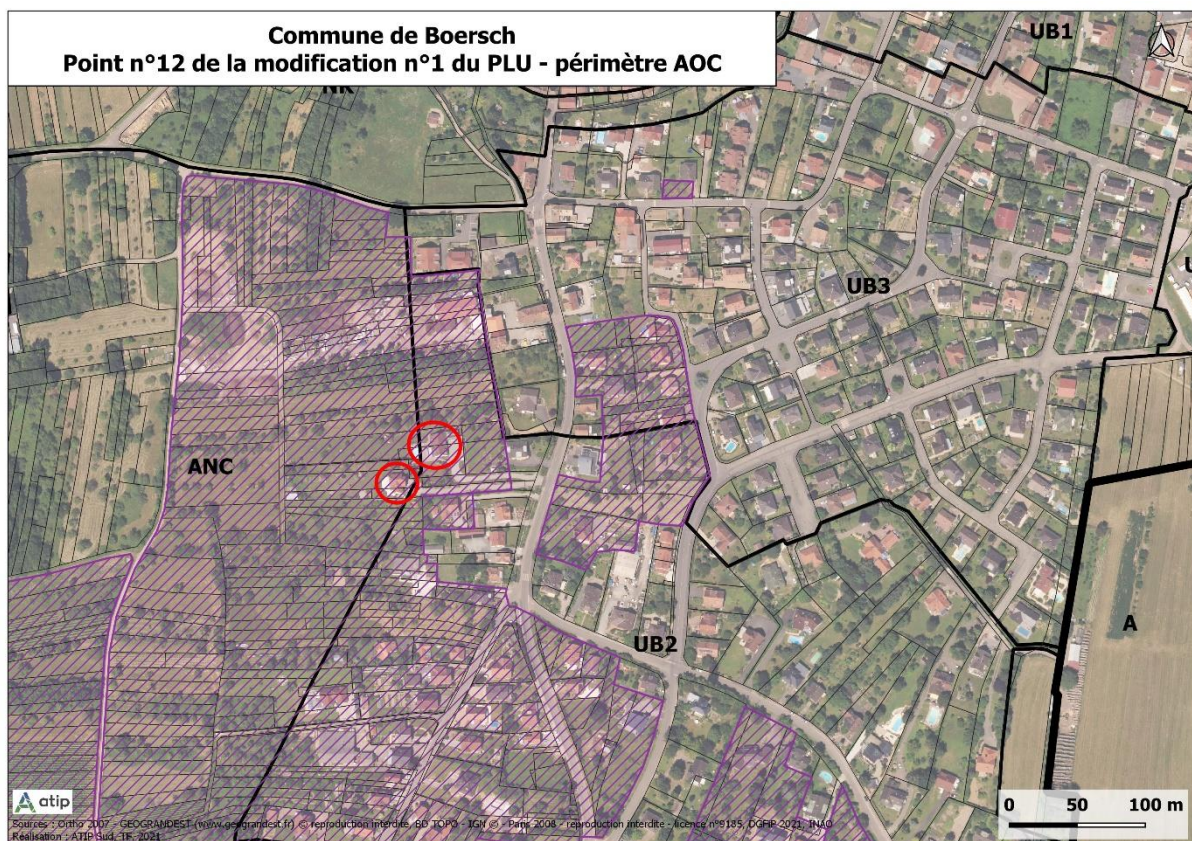 Commune de Boersch
Point n°12 de la modification n°1 du PLU - périmètre AOC
UB1
UB3
ANC
UB2
A
atip
0 50 100 m
Sources : Ortho 2007 - GEOGRANDEST (www.geograndest.fr) © reproduction interdite, BD TOPO - IGN © - Paris 2008 - reproduction interdite - licence n°9185, DGFIP 2021, INAO
Réalisation : ATIP Sud, TF, 2021